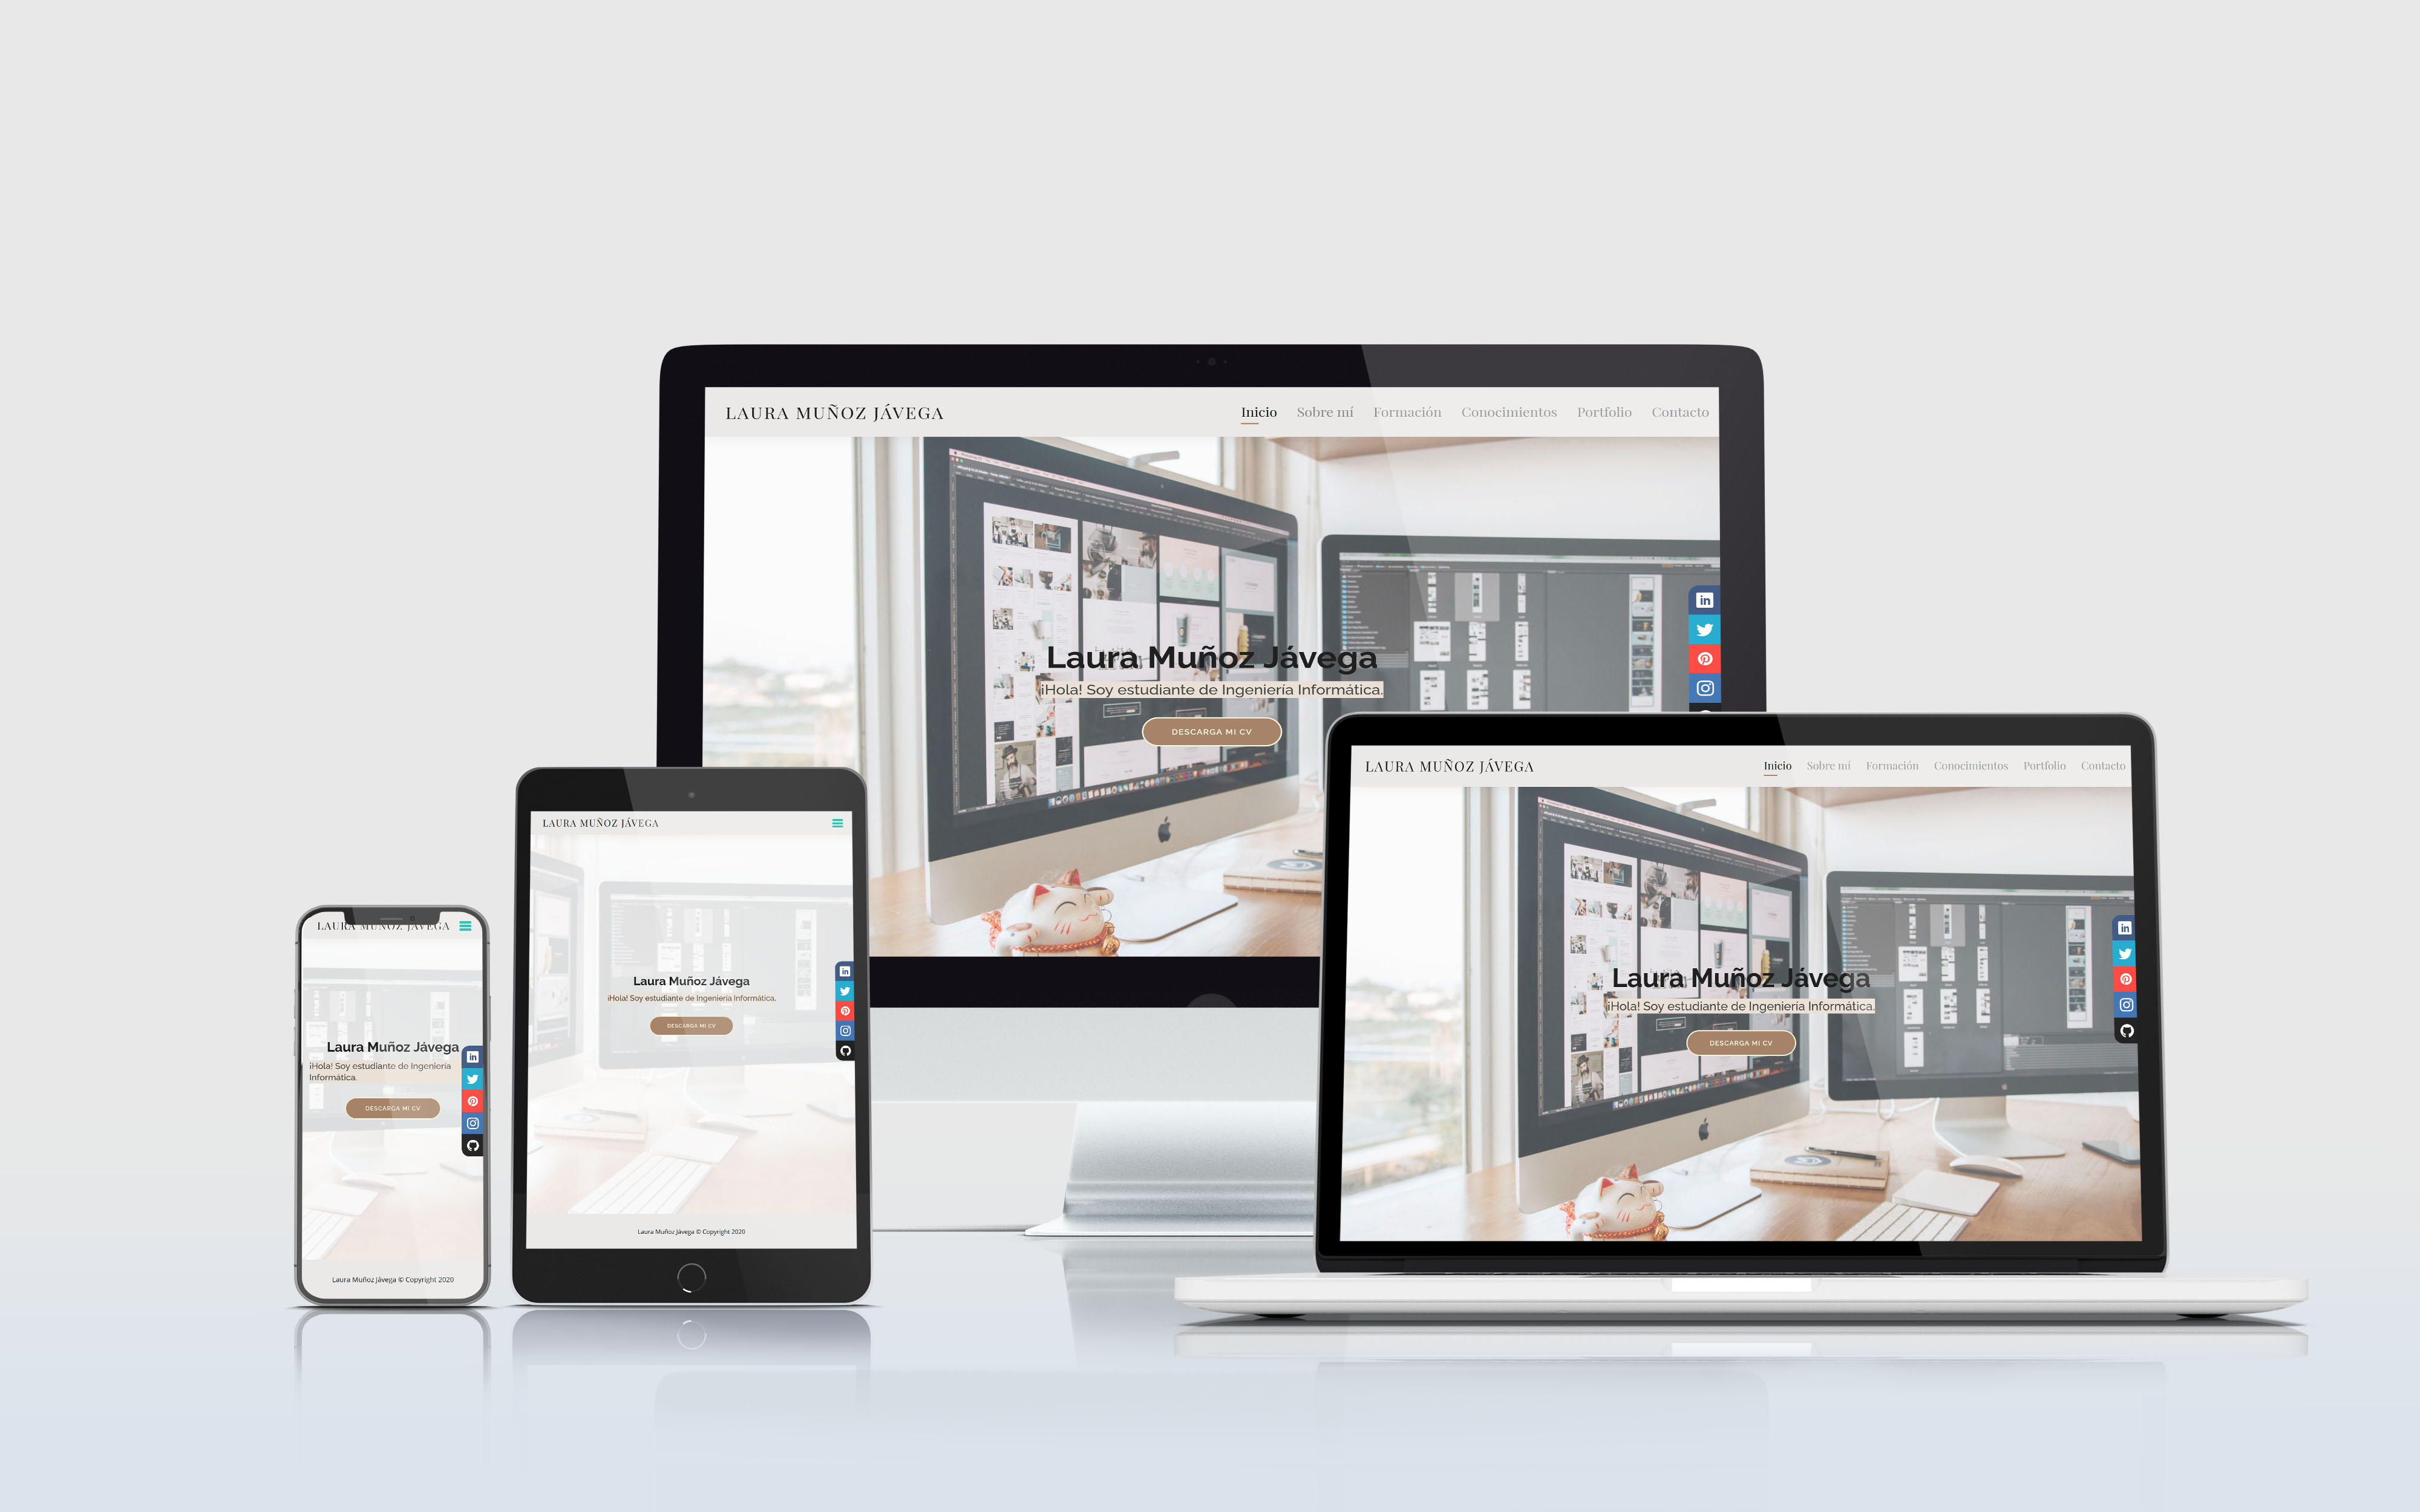 LAURA MUÑOZ JÁVEGA
Inicio Sobre mí Formación Conocimientos Portfolio Contacto
Laura Muñoz Jávega
¡Hola! Soy estudiante de Ingeniería Informática.
DESCARGA MI CV
LAURA MUÑOZ JÁVEGA
Inicio Sobre mí Formación Conocimientos Portfolio Contacto
Laura Muñoz Jávega
¡Hola! Soy estudiante de Ingeniería Informática.
DESCARGA MI CV
LAURA MUÑOZ JÁVEGA
Laura Muñoz Jávega
¡Hola! Soy estudiante de Ingeniería Informática.
DESCARGA MI CV
Laura Muñoz Jávega © Copyright 2020
LAURA MUÑOZ JÁVEGA
Laura Muñoz Jávega
¡Hola! Soy estudiante de Ingeniería
Informática.
DESCARGA MI CV
Laura Muñoz Jávega © Copyright 2020